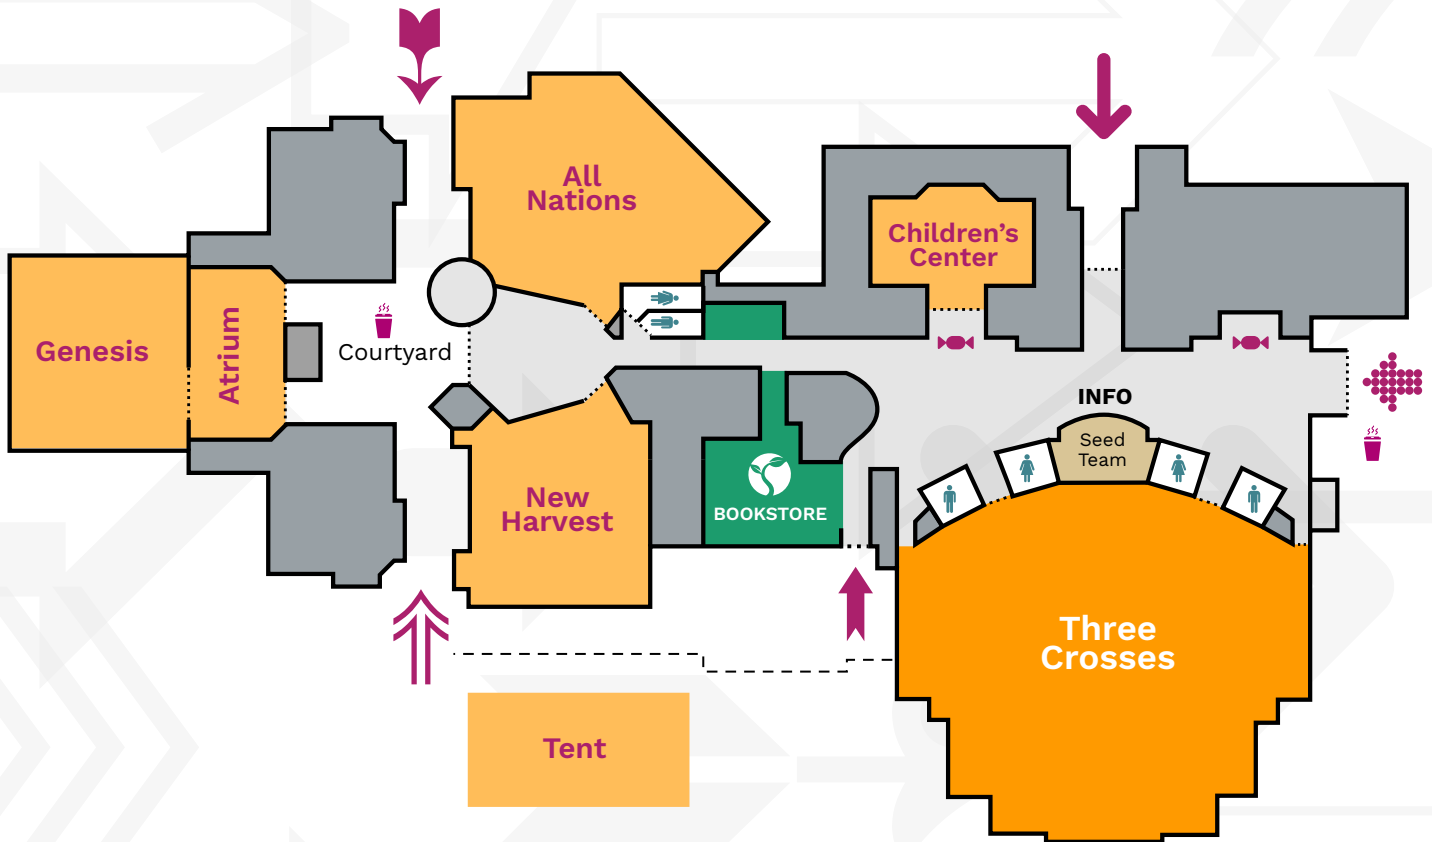 All
Nations
Children's
Center
Genesis
Atrium
Courtyard
INFO
Seed
Team
New
Harvest
BOOKSTORE
Three
Crosses
Tent